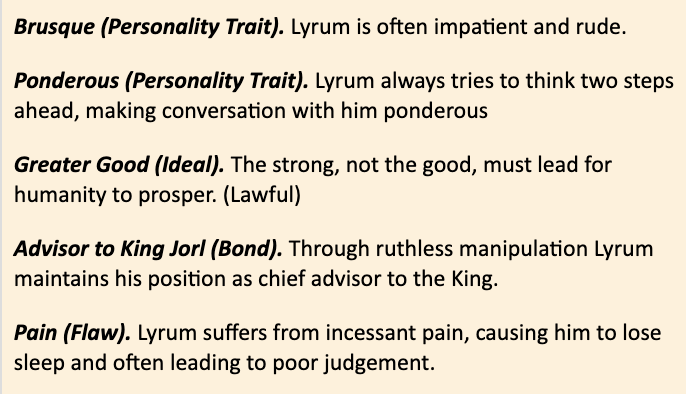 Brusque (Personality Trait). Lyrum is often impatient and rude.
Ponderous (Personality Trait). Lyrum always tries to think two steps
ahead, making conversation with him ponderous
Greater Good (Ideal). The strong, not the good, must lead for
humanity to prosper. (Lawful)
Advisor to King Jorl (Bond). Through ruthless manipulation Lyrum
maintains his position as chief advisor to the King.
Pain (Flaw). Lyrum suffers from incessant pain, causing him to lose
sleep and often leading to poor judgement.